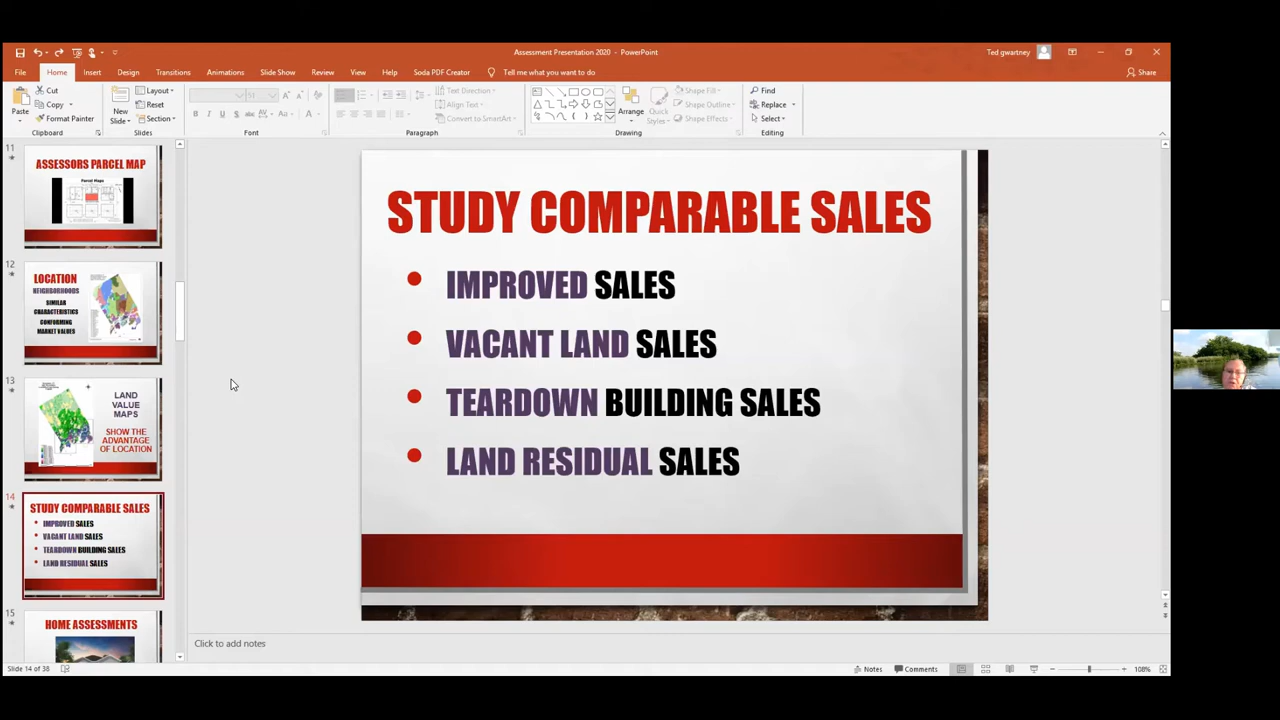 Assessment Presentation 2020 - PowerPoint
Ted gwartney
File Home Insert Design Transitions Animations Slide Show Review View Help Soda PDF Creator Tell me what you want to do
Share
Paste
Cut
Copy
Format Painter
Clipboard
New
Slide
Layout
Reset
Section
Slides
Font
Text Direction
Align Text
Convert to SmartArt
Paragraph
Arrange
Quick
Styles
Shape Fill
Shape Outline
Shape Effects
Drawing
Find
Replace
Select
Editing
11
ASSESSORS PARCEL MAP
Parcel Maps
12
LOCATION
NEIGHBORHOODS
SIMILAR
CHARACTERISTICS
CONFORMING
MARKET VALUES
13
LAND
VALUE
MAPS
SHOW THE
ADVANTAGE
OF LOCATION
14
STUDY COMPARABLE SALES
• IMPROVED SALES
• VACANT LAND SALES
• TEARDOWN BUILDING SALES
• LAND RESIDUAL SALES
15
HOME ASSESSMENTS
STUDY COMPARABLE SALES
• IMPROVED SALES
• VACANT LAND SALES
• TEARDOWN BUILDING SALES
• LAND RESIDUAL SALES
Click to add notes
Slide 14 of 38
Notes
Comments
108%